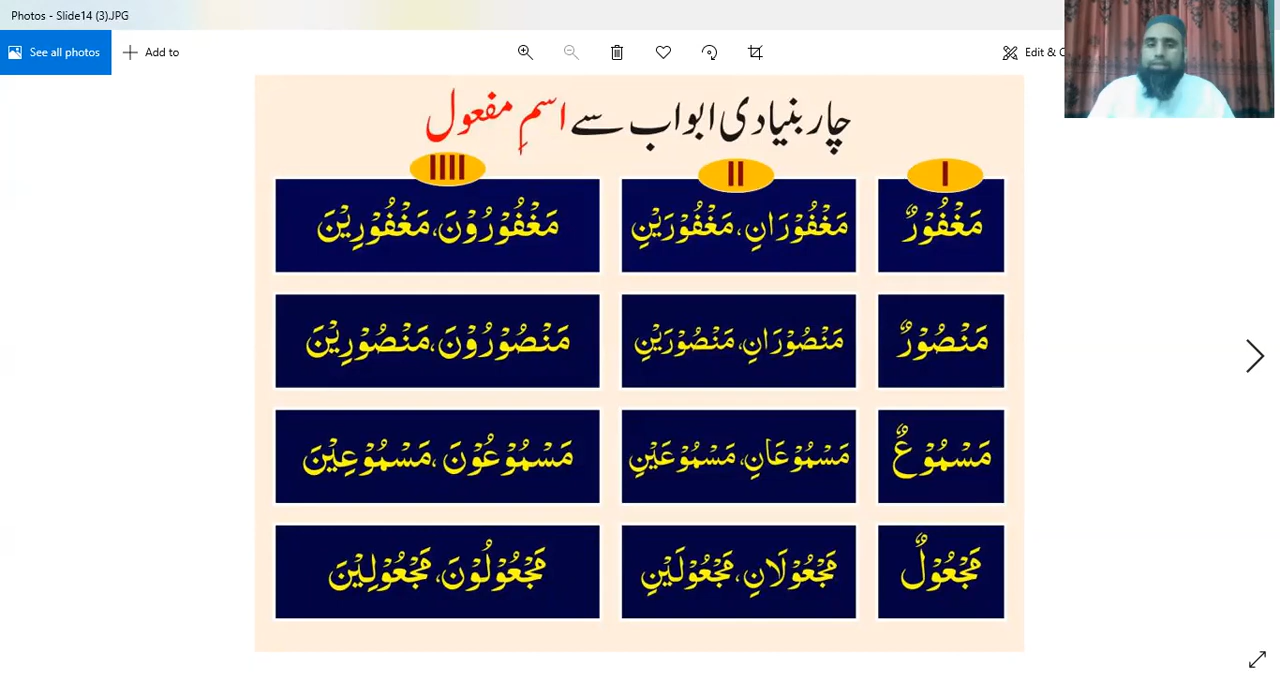 Photos - Slide14 (3).JPG
See all photos
Add to
Edit & C
چار بنیادی ابواب سے اسمِ مفعول
I II IIII
مَغْفُوْرٌ مَغْفُوْرَانِ، مَغْفُوْرَيْنِ مَغْفُوْرُوْنَ، مَغْفُوْرِيْنَ
مَنْصُوْرٌ مَنْصُوْرَانِ، مَنْصُوْرَيْنِ مَنْصُوْرُوْنَ، مَنْصُوْرِيْنَ
مَسْمُوْعٌ مَسْمُوْعَانِ، مَسْمُوْعَيْنِ مَسْمُوْعُوْنَ، مَسْمُوْعِيْنَ
مَجْعُوْلٌ مَجْعُوْلَانِ، مَجْعُوْلَيْنِ مَجْعُوْلُوْنَ، مَجْعُوْلِيْنَ